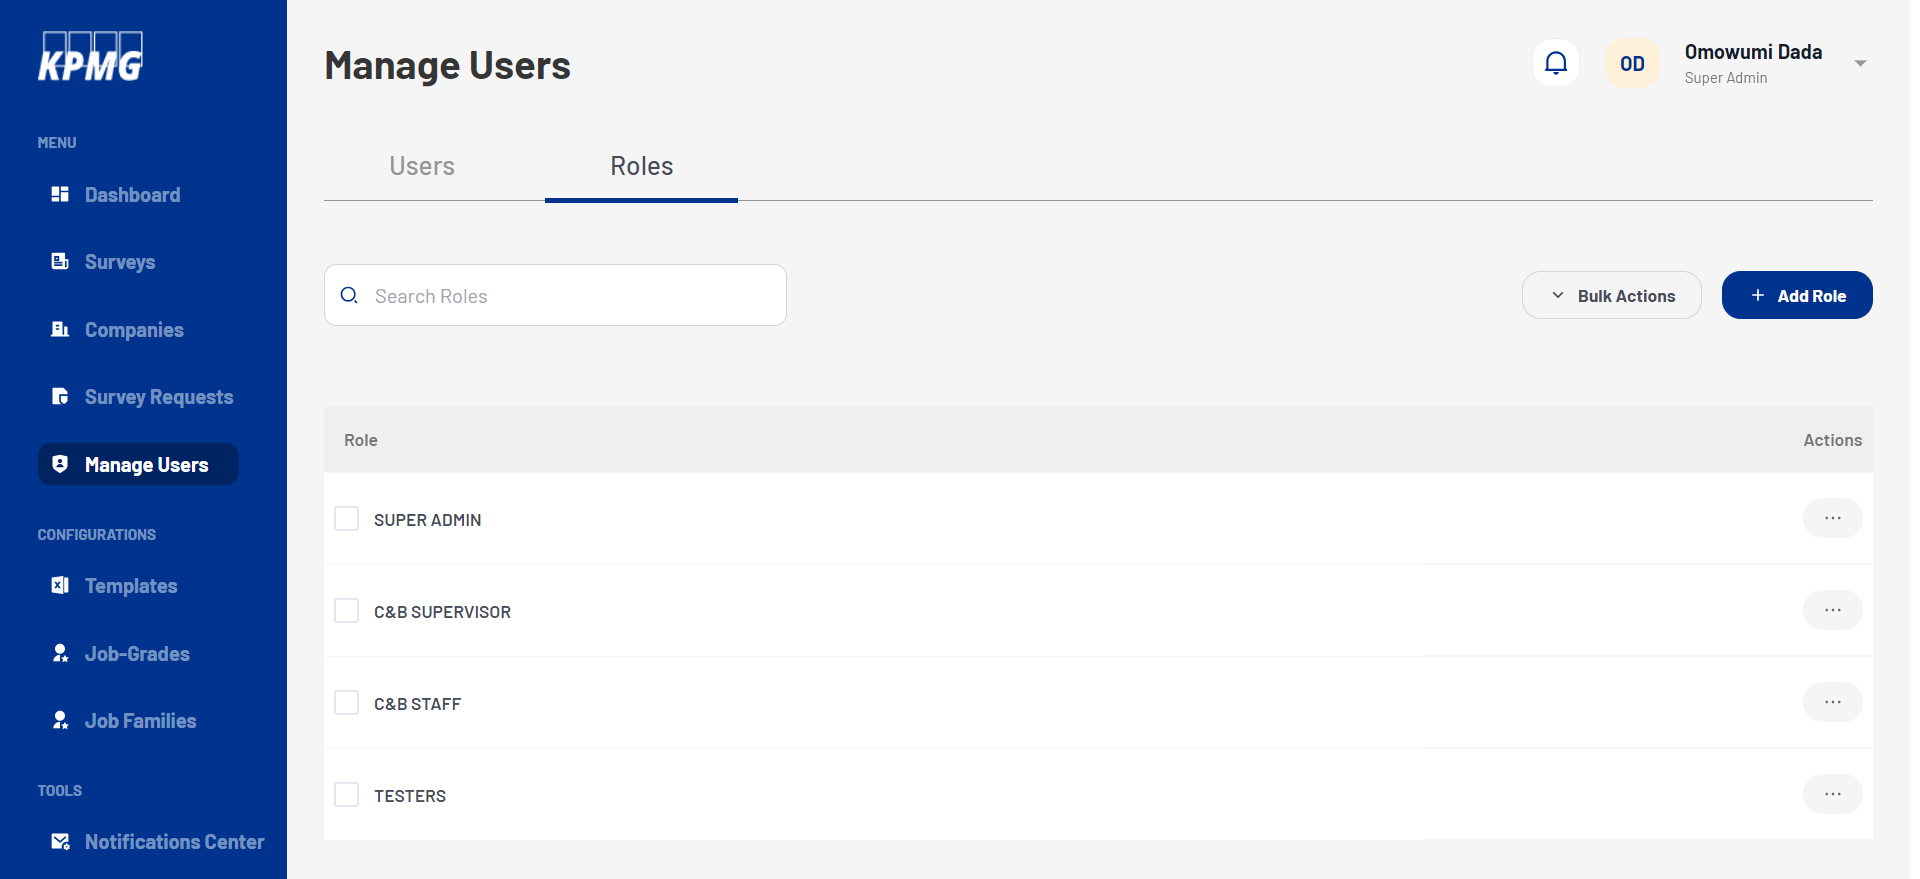 KPMG
MENU
Dashboard
Surveys
Companies
Survey Requests
Manage Users
CONFIGURATIONS
Templates
Job-Grades
Job Families
TOOLS
Notifications Center
Manage Users
OD
Omowumi Dada
Super Admin
Users
Roles
Search Roles
Bulk Actions
+ Add Role
Role
Actions
SUPER ADMIN
...
C&B SUPERVISOR
...
C&B STAFF
...
TESTERS
...